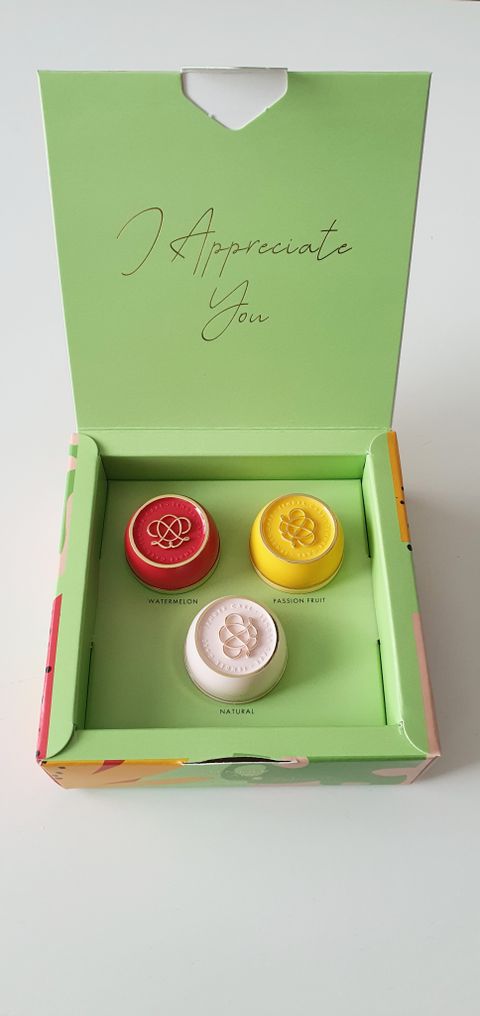 I Appreciate
You
WATERMELON
PASSION FRUIT
NATURAL